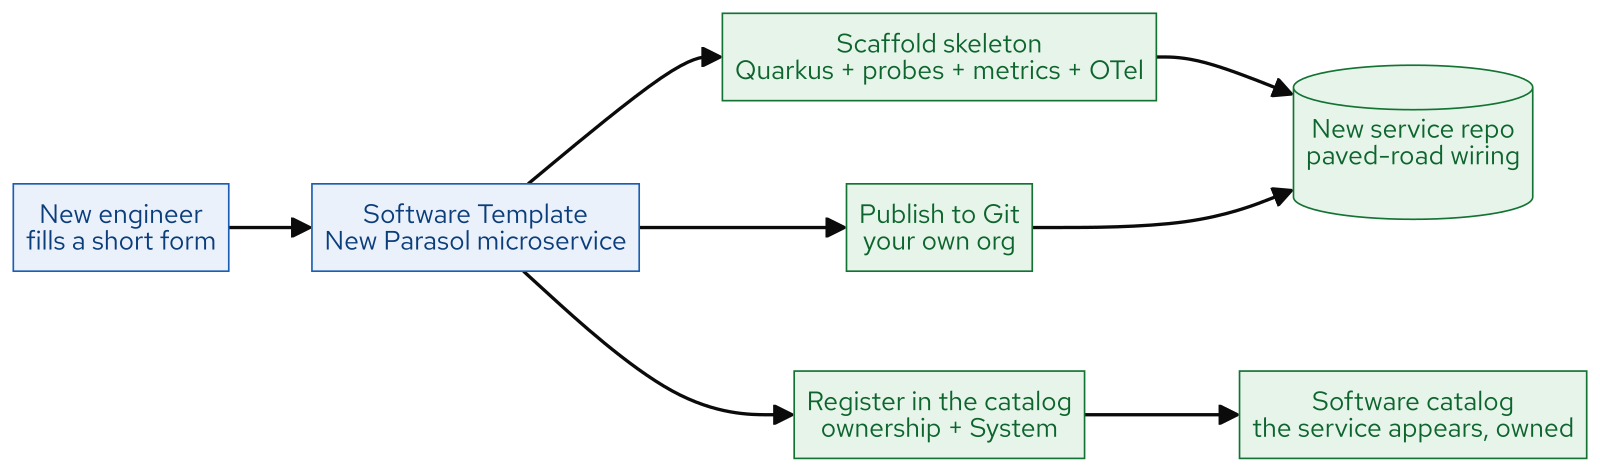 New engineer
fills a short form
Software Template
New Parasol microservice
Scaffold skeleton
Quarkus + probes + metrics + OTel
Publish to Git
your own org
New service repo
paved-road wiring
Register in the catalog
ownership + System
Software catalog
the service appears, owned